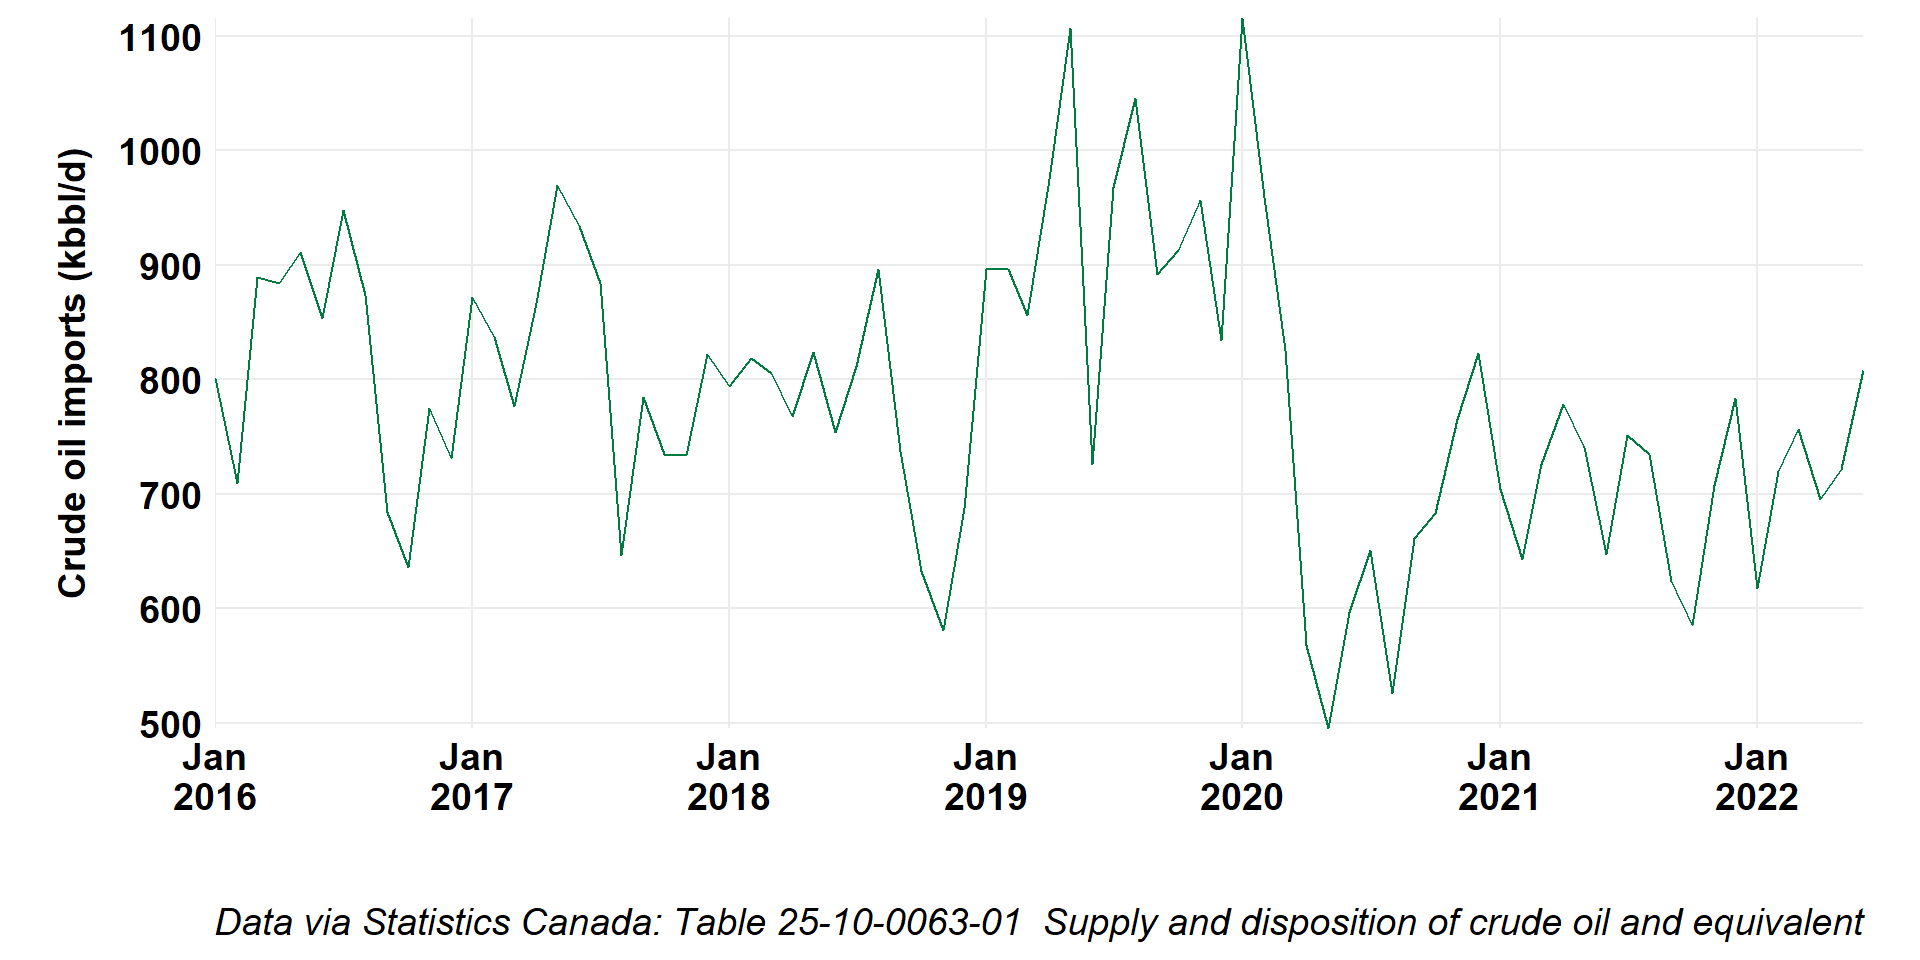 1100
1000
900
800
700
600
500
Crude oil imports (kbbl/d)
Jan Jan Jan Jan Jan Jan Jan
2016 2017 2018 2019 2020 2021 2022
Data via Statistics Canada: Table 25-10-0063-01  Supply and disposition of crude oil and equivalent